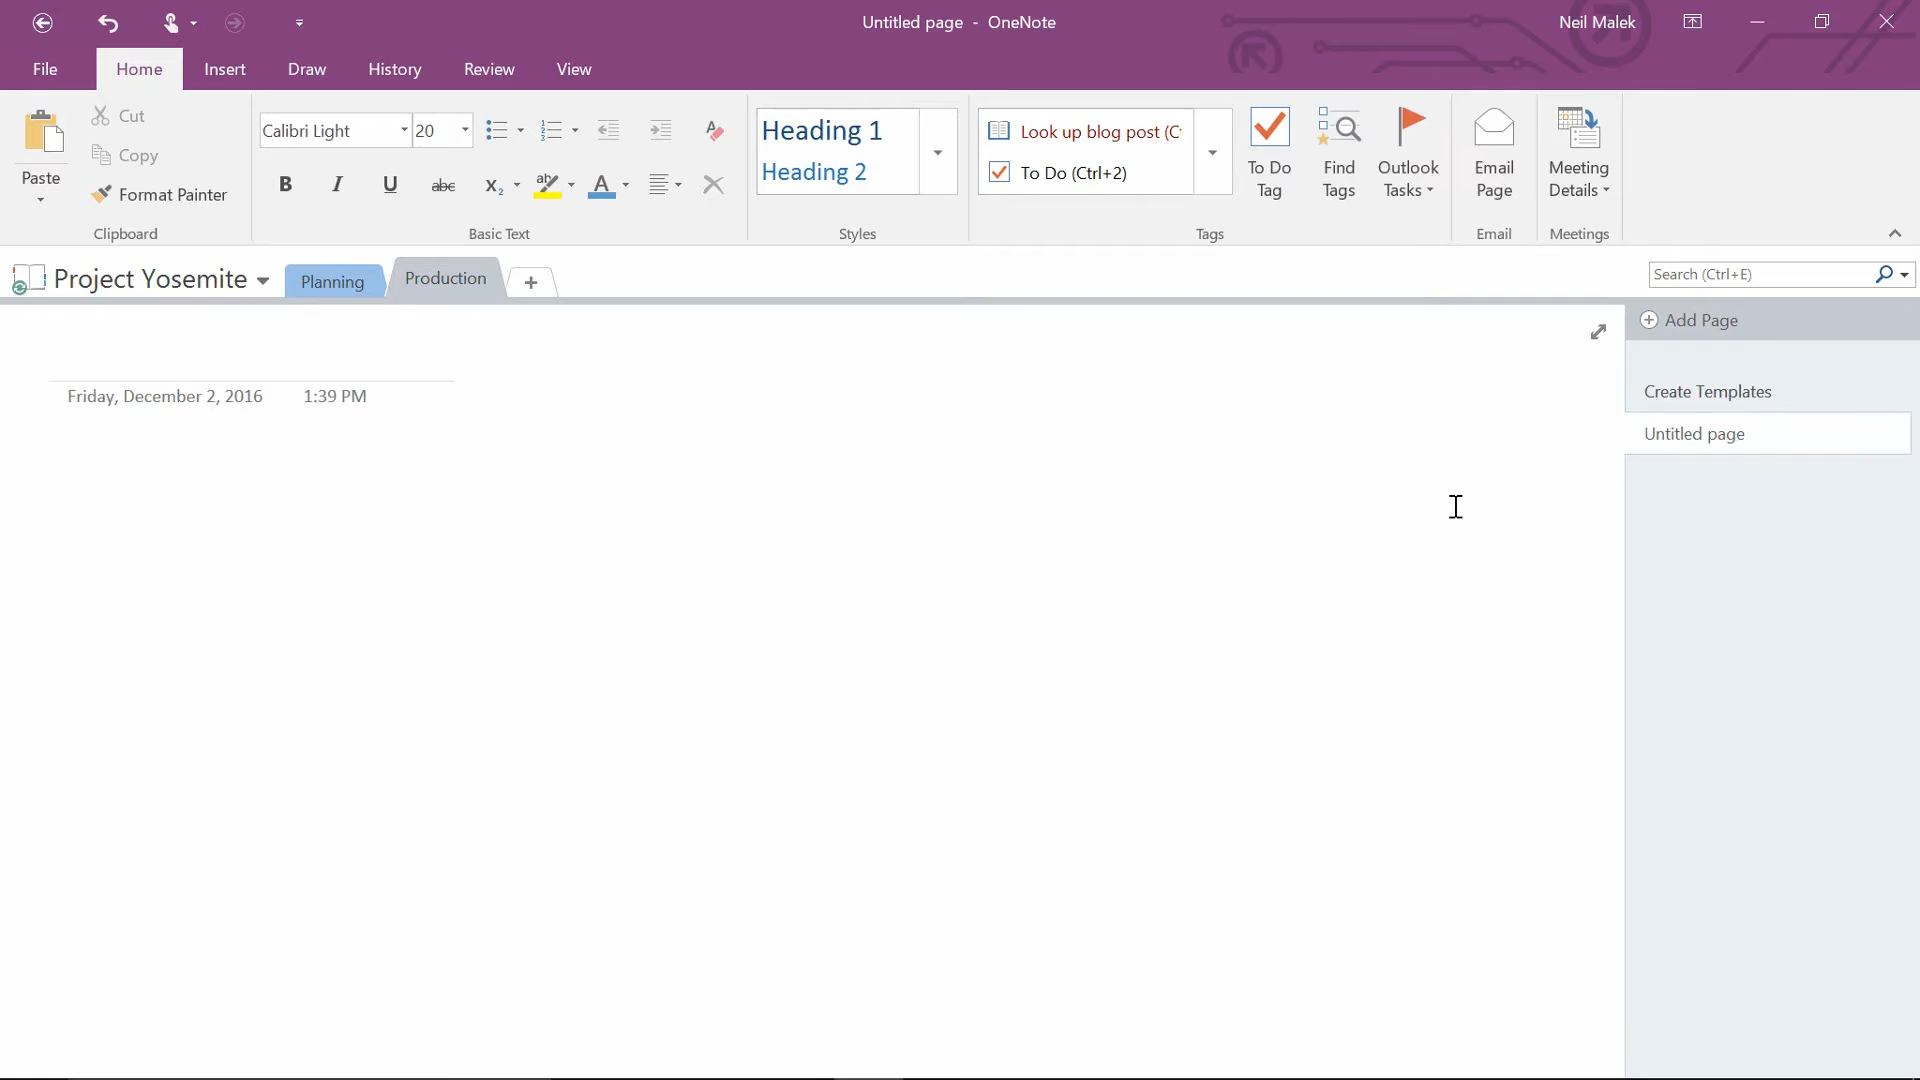 Untitled page - OneNote
Neil Malek
File Home Insert Draw History Review View
Paste
Cut
Copy
Format Painter
Clipboard
Calibri Light 20
B I U abc X₂ ab A
Basic Text
Heading 1
Heading 2
Styles
Look up blog post (C
To Do (Ctrl+2)
To Do
Tag
Find
Tags
Outlook
Tasks
Tags
Email
Page
Email
Meeting
Details
Meetings
Project Yosemite
Planning
Production
Search (Ctrl+E)
Add Page
Friday, December 2, 2016 1:39 PM
Create Templates
Untitled page